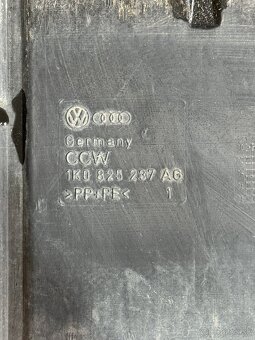 Germany
CCW
1K0 825 237 AG
>PP+PE< 1